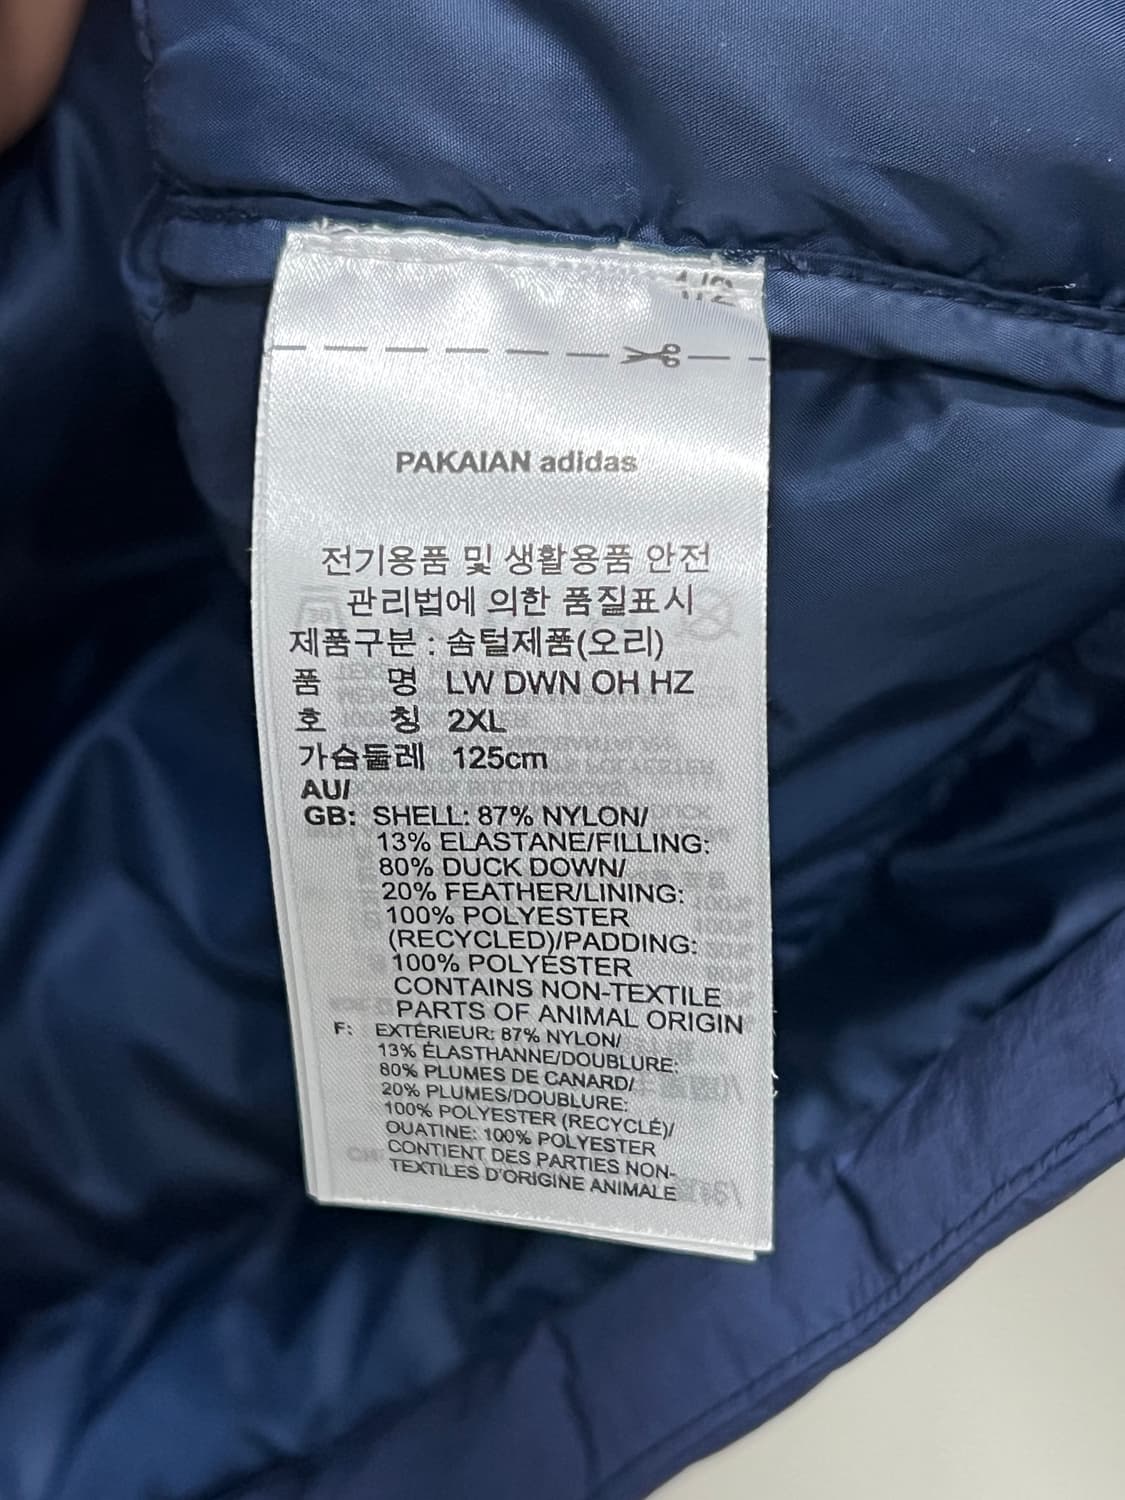 1/2
PAKAIAN adidas
전기용품 및 생활용품 안전
관리법에 의한 품질표시
제품구분 : 솜털제품(오리)
품 명 LW DWN OH HZ
호 칭 2XL
가슴둘레 125cm
AU/
GB: SHELL: 87% NYLON/
13% ELASTANE/FILLING:
80% DUCK DOWN/
20% FEATHER/LINING:
100% POLYESTER
(RECYCLED)/PADDING:
100% POLYESTER
CONTAINS NON-TEXTILE
PARTS OF ANIMAL ORIGIN
F: EXTÉRIEUR: 87% NYLON/
13% ÉLASTHANNE/DOUBLURE:
80% PLUMES DE CANARD/
20% PLUMES/DOUBLURE:
100% POLYESTER (RECYCLÉ)/
OUATINE: 100% POLYESTER
CONTIENT DES PARTIES NON-
TEXTILES D'ORIGINE ANIMALE